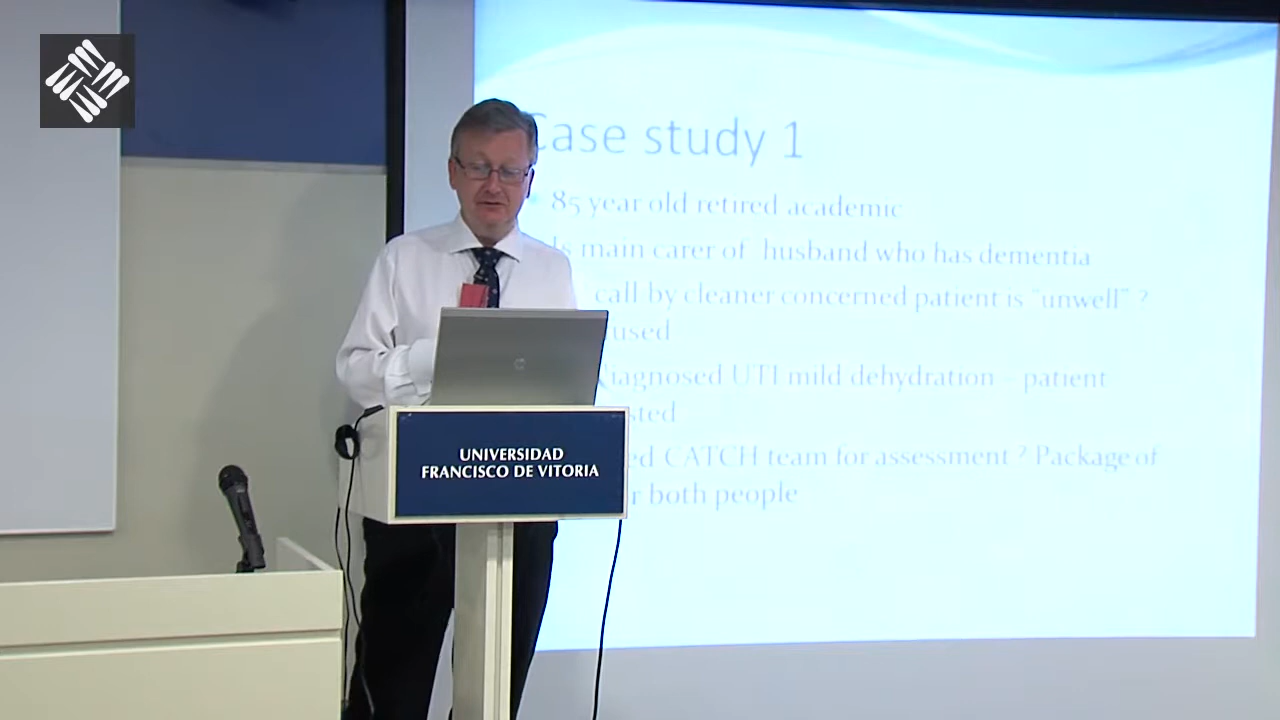 Case study 1
85 year old retired academic
Is main carer of husband who has dementia
call by cleaner concerned patient is "unwell" ?
used
diagnosed UTI mild dehydration – patient
sted
ed CATCH team for assessment ? Package of
r both people
UNIVERSIDAD
FRANCISCO DE VITORIA